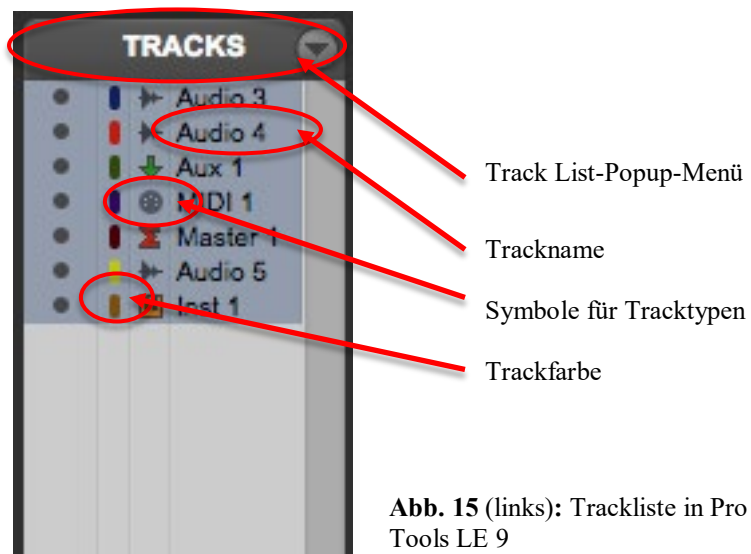 TRACKS
Audio 3
Audio 4
Aux 1
MIDI 1
Master 1
Audio 5
Inst 1
Track List-Popup-Menü
Trackname
Symbole für Tracktypen
Trackfarbe
Abb. 15 (links): Trackliste in Pro
Tools LE 9